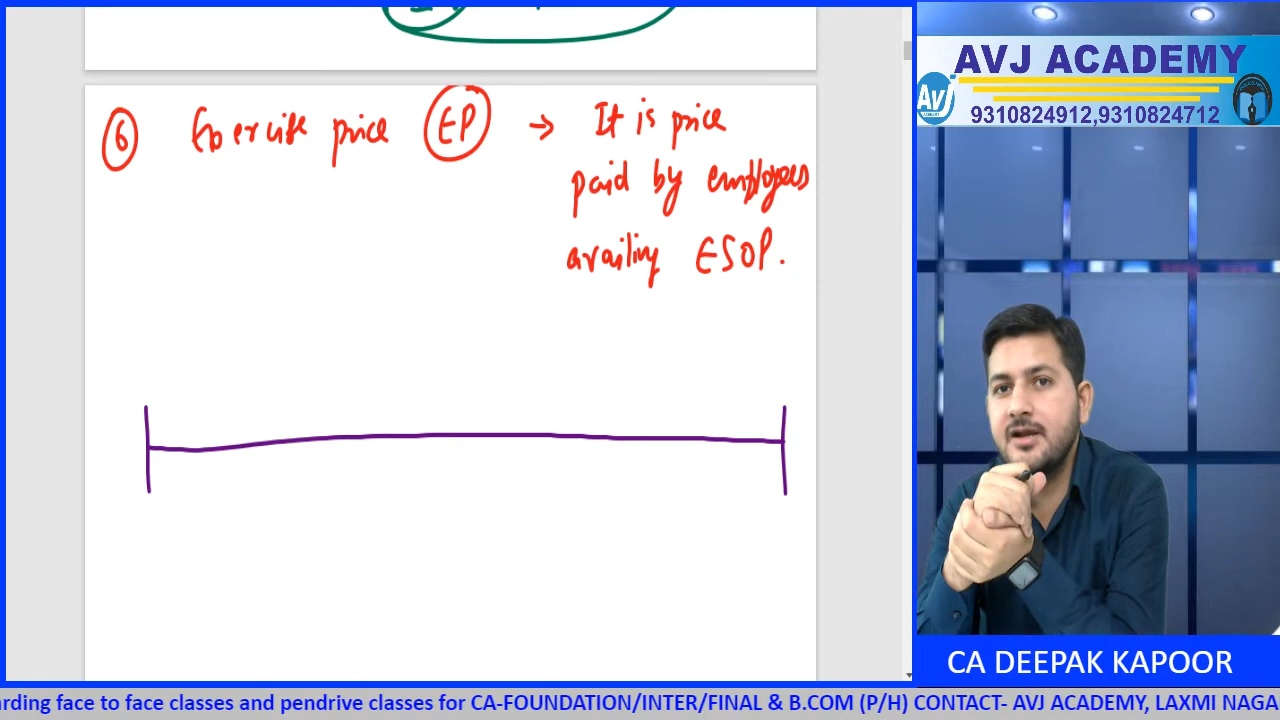 6 Exercise price EP → It is price
paid by employees
availing ESOP.
AVJ ACADEMY
AVJ
ACADEMY
9310824912,9310824712
CA DEEPAK KAPOOR
arding face to face classes and pendrive classes for CA-FOUNDATION/INTER/FINAL & B.COM (P/H) CONTACT- AVJ ACADEMY, LAXMI NAGA